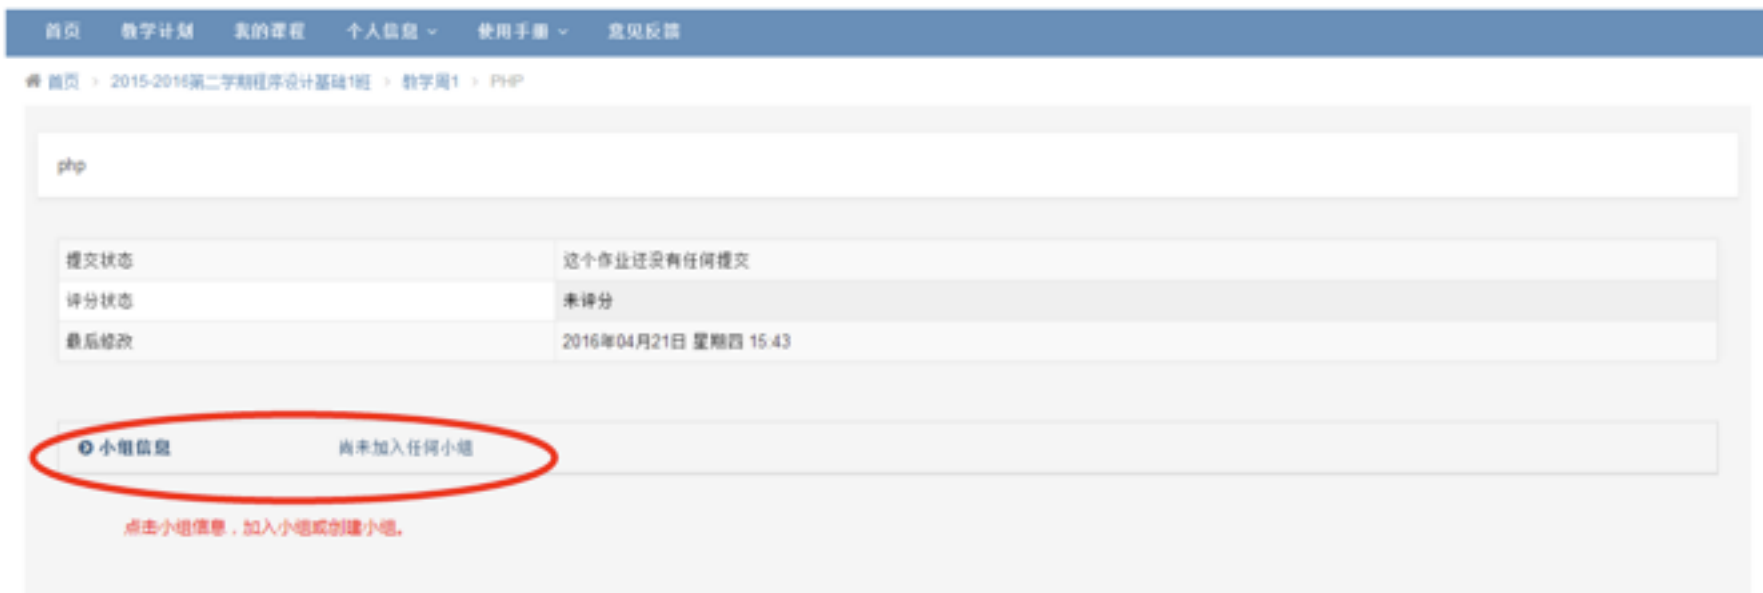 首页 教学计划 我的课程 个人信息 使用手册 意见反馈
首页 > 2015-2016第二学期程序设计基础1班 > 教学周1 > PHP
php
提交状态 这个作业还没有任何提交
评分状态 未评分
最后修改 2016年04月21日 星期四 15:43
小组信息 尚未加入任何小组
点击小组信息，加入小组或创建小组。